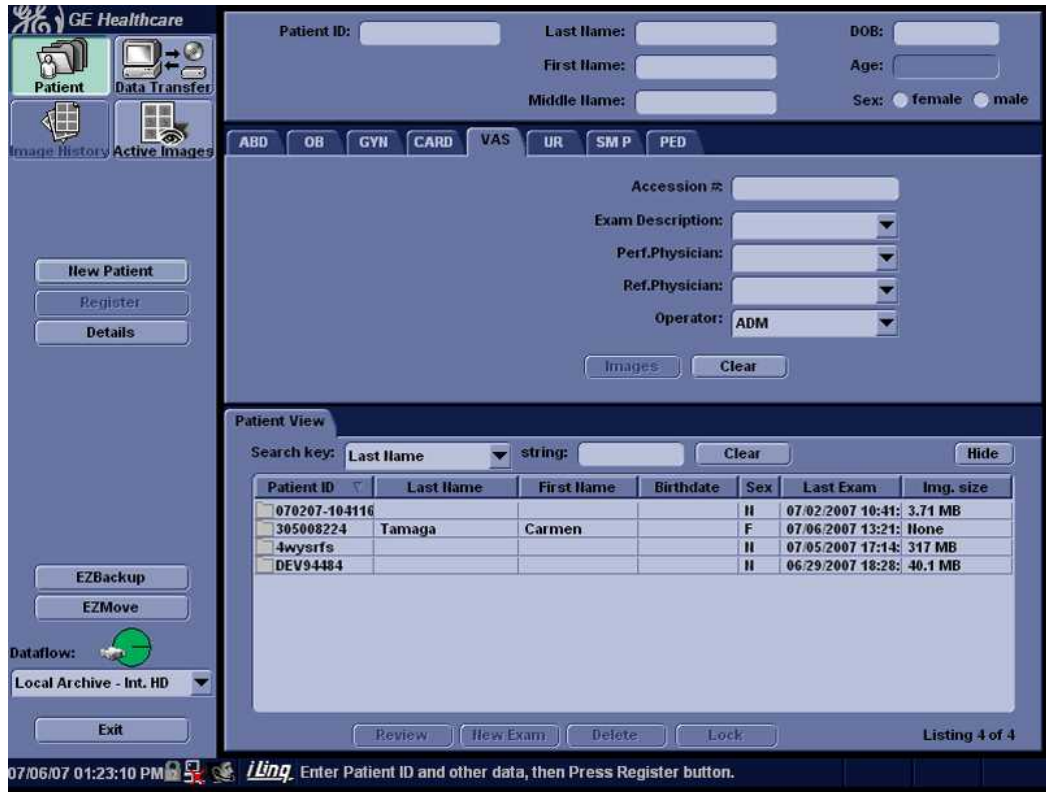 GE Healthcare
Patient
Data Transfer
Image History
Active Images
New Patient
Register
Details
EZBackup
EZMove
Dataflow:
Local Archive - Int. HD
Exit
Patient ID:
Last Name:
DOB:
First Name:
Age:
Middle Name:
Sex: female male
ABD OB GYN CARD VAS UR SM P PED
Accession #:
Exam Description:
Perf.Physician:
Ref.Physician:
Operator: ADM
Images Clear
Patient View
Search key: Last Name string: Clear Hide
Patient ID Last Name First Name Birthdate Sex Last Exam Img. size
070207-104116 N 07/02/2007 10:41: 3.71 MB
305008224 Tamaga Carmen F 07/06/2007 13:21: None
4wysrfs N 07/05/2007 17:14: 317 MB
DEV94484 N 06/29/2007 18:28: 40.1 MB
Review New Exam Delete Lock Listing 4 of 4
07/06/07 01:23:10 PM iLinq Enter Patient ID and other data, then Press Register button.